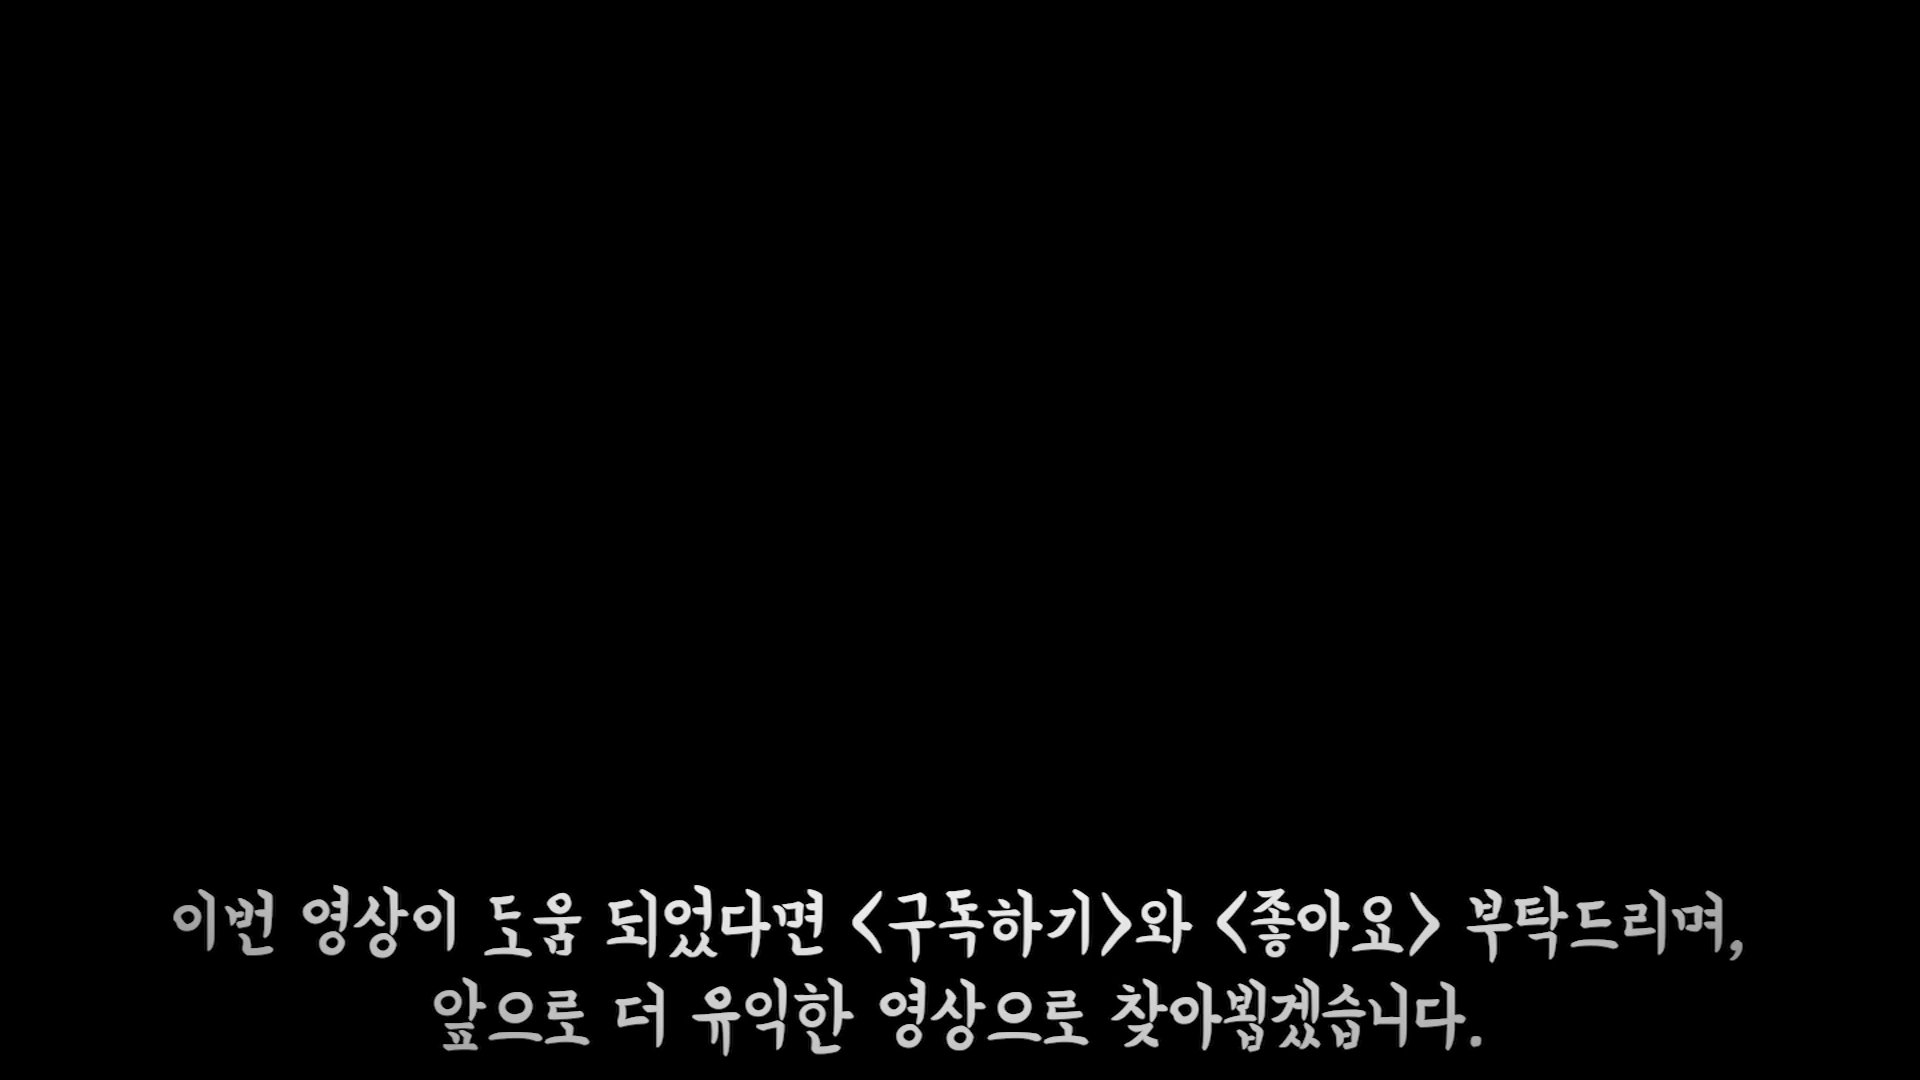 이번 영상이 도움 되었다면 <구독하기>와 <좋아요> 부탁드리며,
앞으로 더 유익한 영상으로 찾아뵙겠습니다.